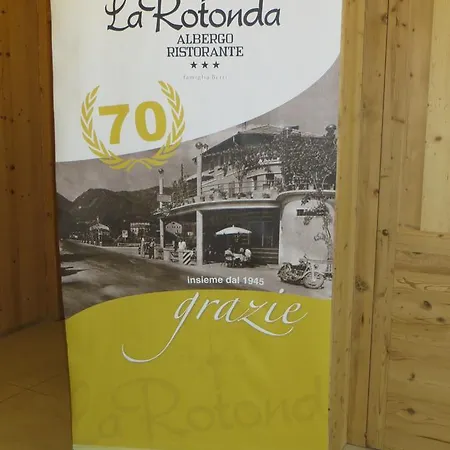 La Rotonda
ALBERGO
RISTORANTE
70
insieme dal 1945
grazie
La Rotonda